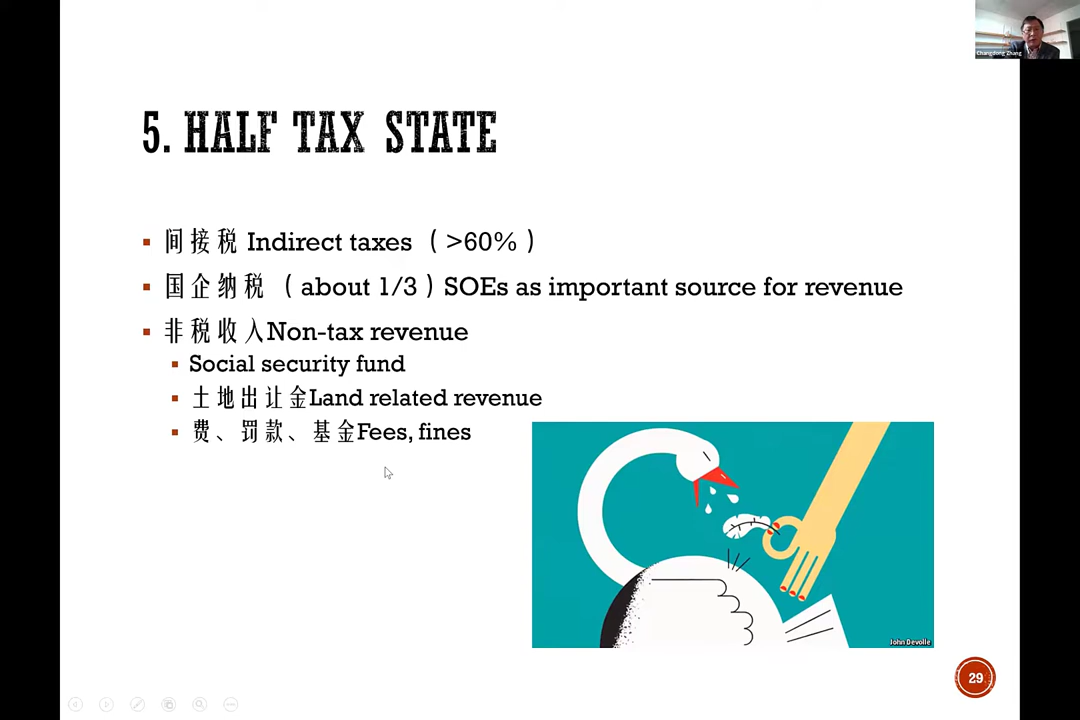 Changdong Zhang
5. HALF TAX STATE
间接税 Indirect taxes （>60%）
国企纳税 （about 1/3）SOEs as important source for revenue
非税收入Non-tax revenue
Social security fund
土地出让金Land related revenue
费、罚款、基金Fees, fines
John Devolle
29